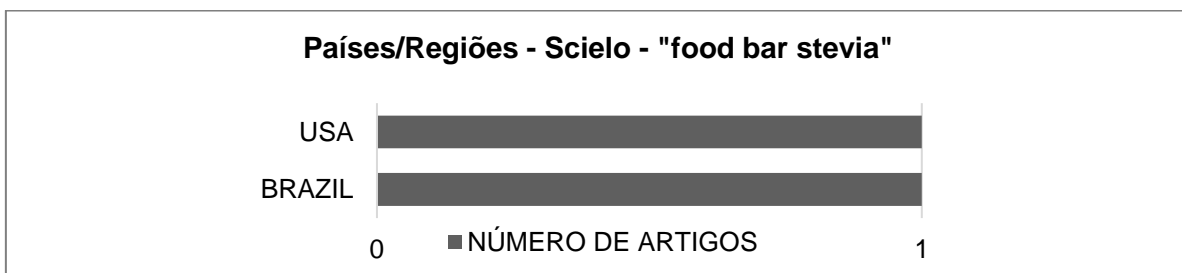 Países/Regiões - Scielo - "food bar stevia"
USA
BRAZIL
0 NÚMERO DE ARTIGOS 1